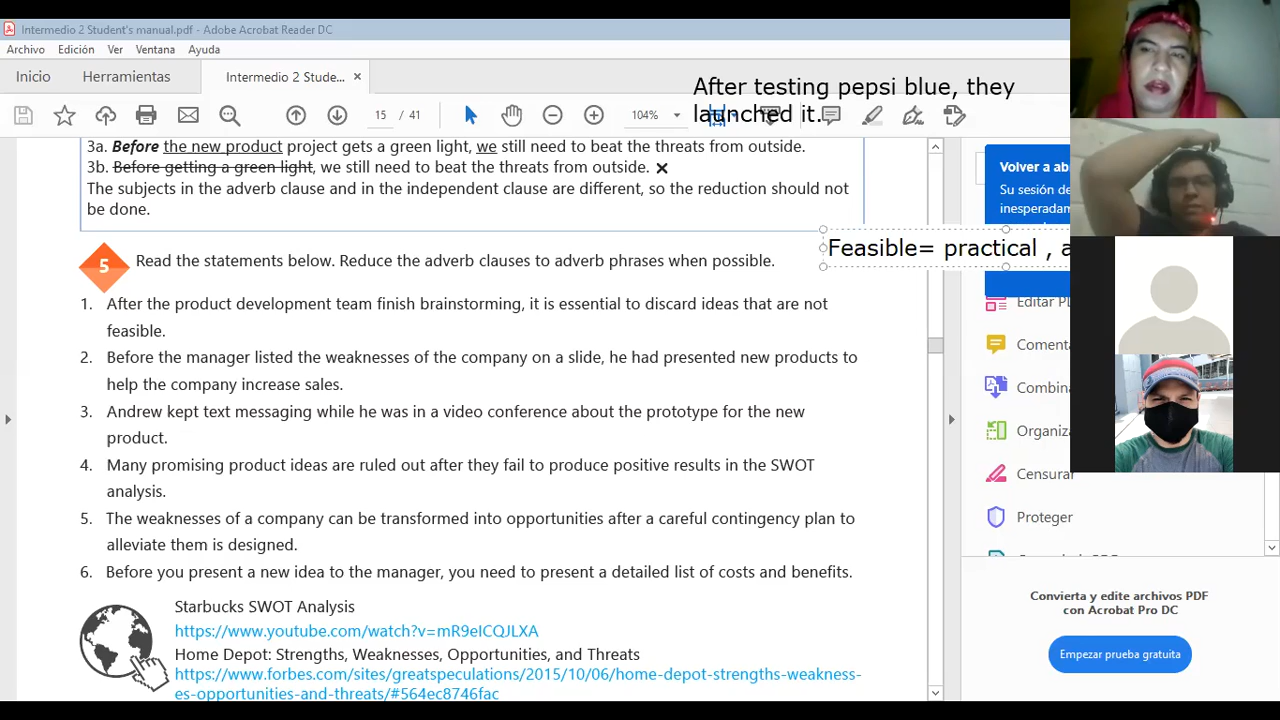 Intermedio 2 Student's manual.pdf - Adobe Acrobat Reader DC
Archivo Edición Ver Ventana Ayuda
Inicio Herramientas Intermedio 2 Stude... ×
After testing pepsi blue, they
launched it.
15 / 41 104%
3a. Before the new product project gets a green light, we still need to beat the threats from outside.
3b. Before getting a green light, we still need to beat the threats from outside. ✕
The subjects in the adverb clause and in the independent clause are different, so the reduction should not
be done.
Volver a ab
Su sesión de
inesperadam
Feasible= practical , a
5 Read the statements below. Reduce the adverb clauses to adverb phrases when possible.
1. After the product development team finish brainstorming, it is essential to discard ideas that are not
feasible.
2. Before the manager listed the weaknesses of the company on a slide, he had presented new products to
help the company increase sales.
3. Andrew kept text messaging while he was in a video conference about the prototype for the new
product.
4. Many promising product ideas are ruled out after they fail to produce positive results in the SWOT
analysis.
5. The weaknesses of a company can be transformed into opportunities after a careful contingency plan to
alleviate them is designed.
6. Before you present a new idea to the manager, you need to present a detailed list of costs and benefits.
Starbucks SWOT Analysis
https://www.youtube.com/watch?v=mR9eICQJLXA
Home Depot: Strengths, Weaknesses, Opportunities, and Threats
https://www.forbes.com/sites/greatspeculations/2015/10/06/home-depot-strengths-weakness-
es-opportunities-and-threats/#564ec8746fac
Editar PD
Comenta
Combina
Organiza
Censurar
Proteger
Convierta y edite archivos PDF
con Acrobat Pro DC
Empezar prueba gratuita